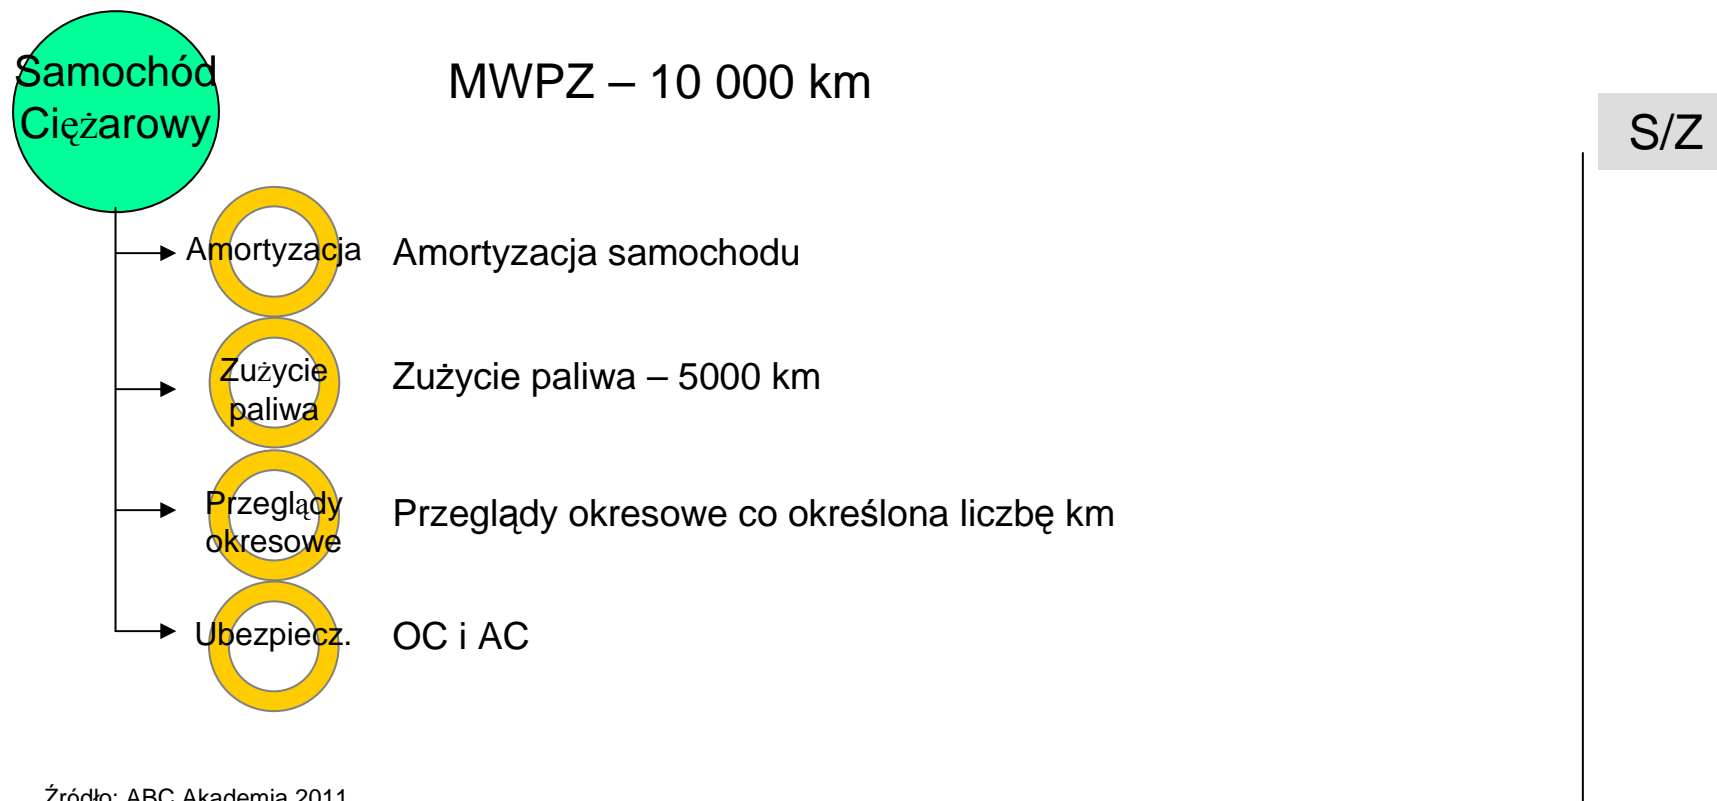 Samochód
Ciężarowy
MWPZ – 10 000 km
S/Z
Amortyzacja
Amortyzacja samochodu
Zużycie
paliwa
Zużycie paliwa – 5000 km
Przeglądy
okresowe
Przeglądy okresowe co określona liczbę km
Ubezpiecz.
OC i AC
Źródło: ABC Akademia 2011